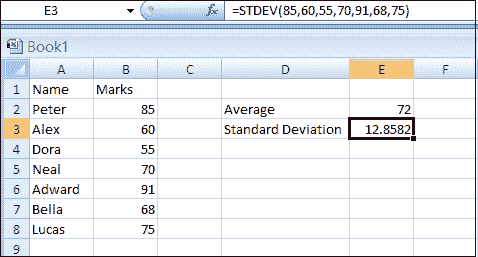 E3 fx =STDEV(85,60,55,70,91,68,75)
Book1
A B C D E F
1 Name Marks
2 Peter 85 Average 72
3 Alex 60 Standard Deviation 12.8582
4 Dora 55
5 Neal 70
6 Adward 91
7 Bella 68
8 Lucas 75
9